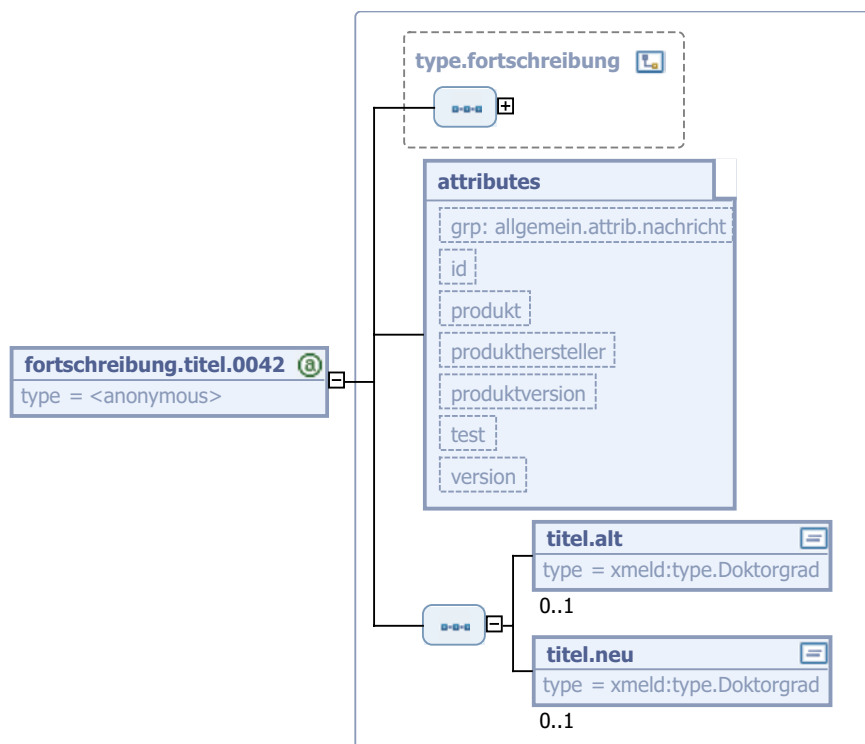 type.fortschreibung
attributes
grp: allgemein.attrib.nachricht
id
produkt
produkthersteller
produktversion
test
version
fortschreibung.titel.0042
type = <anonymous>
titel.alt
type = xmeld:type.Doktorgrad
0..1
titel.neu
type = xmeld:type.Doktorgrad
0..1